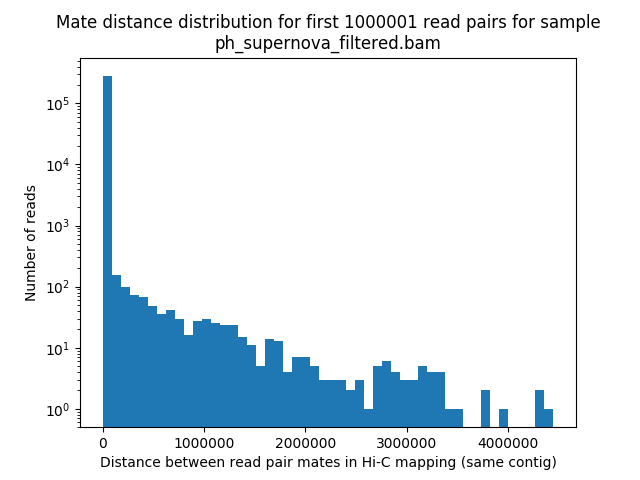 Mate distance distribution for first 1000001 read pairs for sample
ph_supernova_filtered.bam
10^5
10^4
10^3
10^2
10^1
10^0
Number of reads
0 1000000 2000000 3000000 4000000
Distance between read pair mates in Hi-C mapping (same contig)